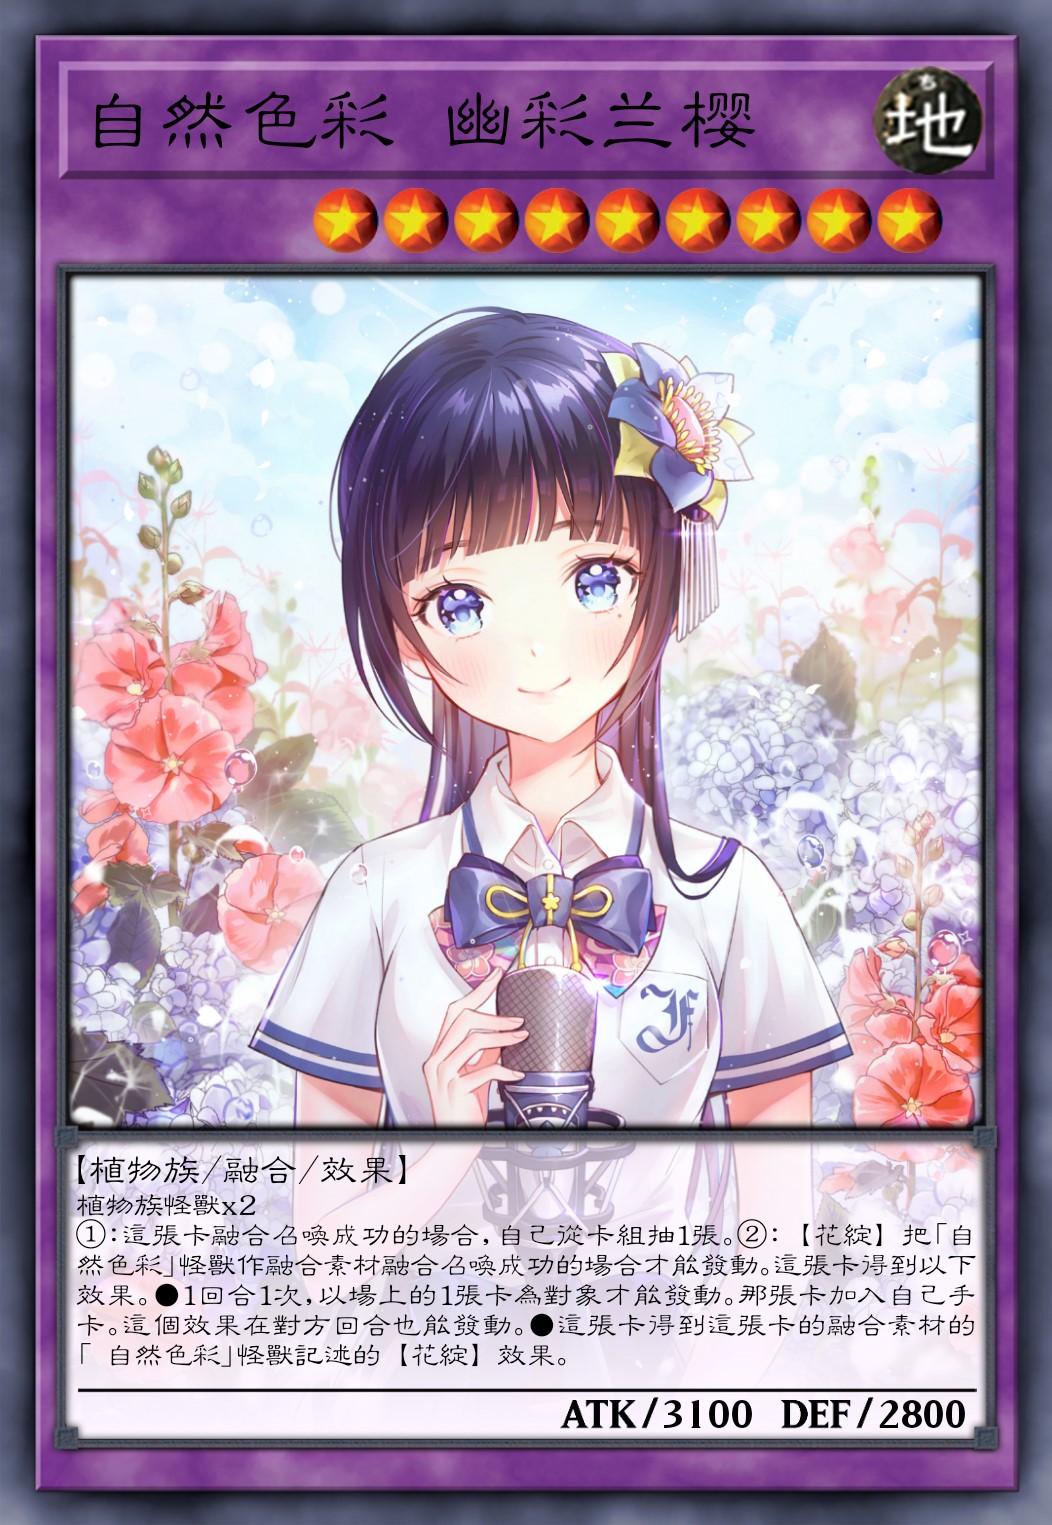 自然色彩 幽彩兰樱
ち
地
【植物族/融合/效果】
植物族怪獸x2
①:這張卡融合召喚成功的場合,自己從卡組抽1張。②:【花綻】把「自
然色彩」怪獸作融合素材融合召喚成功的場合才能發動。這張卡得到以下
效果。●1回合1次,以場上的1張卡為對象才能發動。那張卡加入自己手
卡。這個效果在對方回合也能發動。●這張卡得到這張卡的融合素材的
「 自然色彩」怪獸記述的【花綻】效果。
F
ATK/3100 DEF/2800